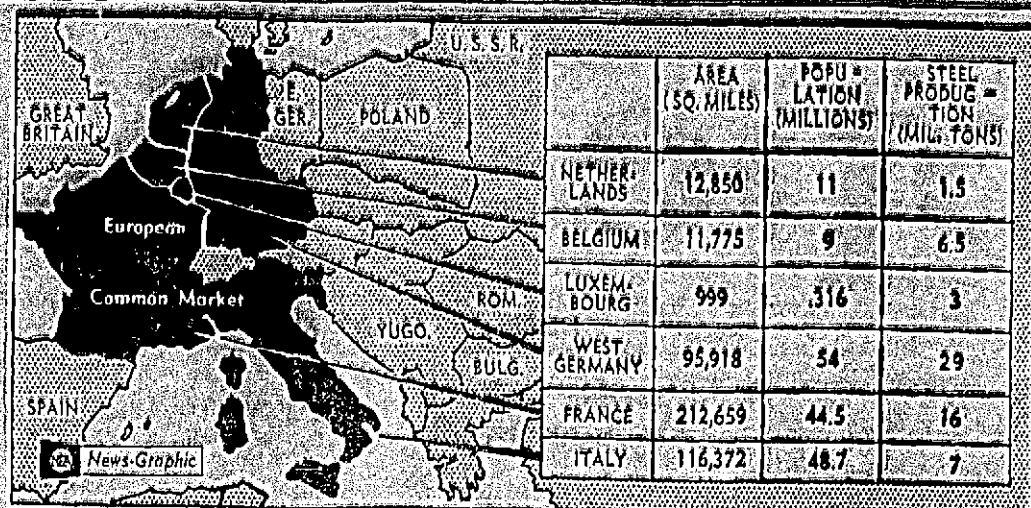 U.S.S.R.
GREAT
BRITAIN
E.
GER.
POLAND
European
Common Market
ROM.
YUGO.
BULG.
SPAIN
NEA News-Graphic
AREA
(SQ. MILES)
POPU-
LATION
(MILLIONS)
STEEL
PRODUC-
TION
(MIL. TONS)
NETHER-
LANDS
12,850
11
1.5
BELGIUM
11,775
9
6.5
LUXEM-
BOURG
999
.316
3
WEST
GERMANY
95,918
54
29
FRANCE
212,659
44.5
16
ITALY
116,372
48.7
7